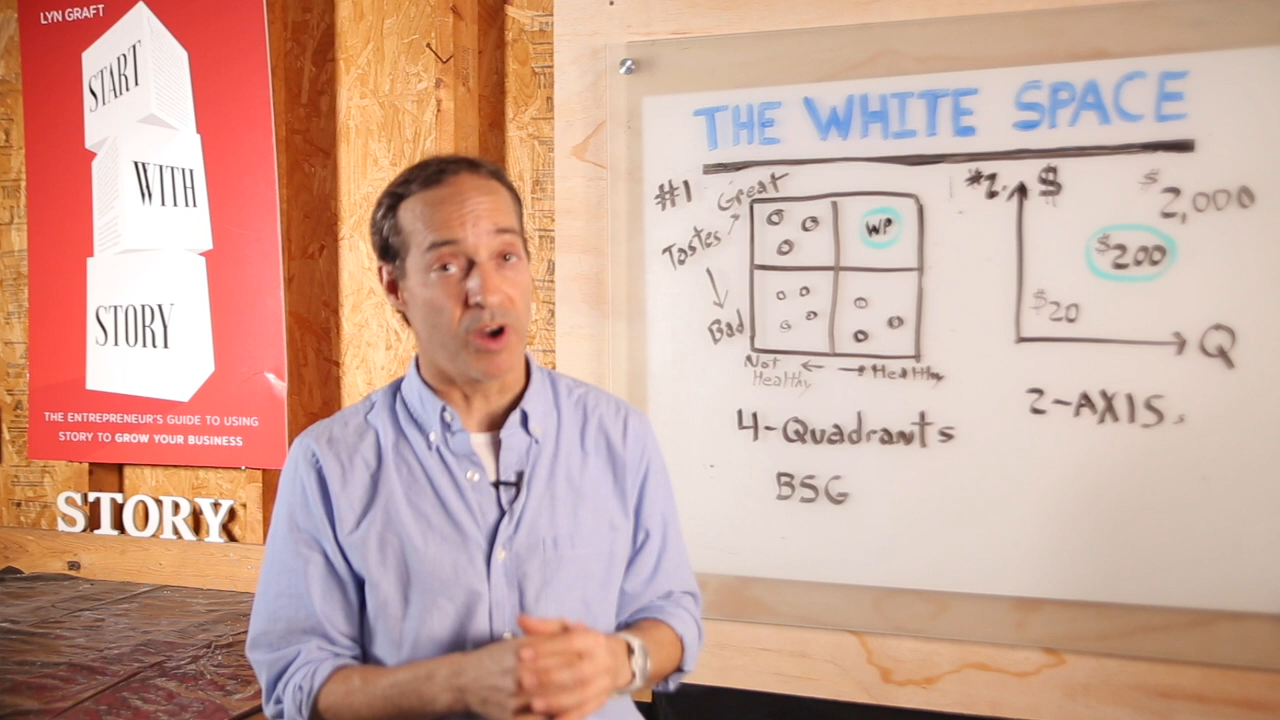 LYN GRAFT
START
WITH
STORY
THE ENTREPRENEUR'S GUIDE TO USING
STORY TO GROW YOUR BUSINESS
STORY
THE WHITE SPACE
#1
Great
Tastes
Bad
WP
Not
Healthy
Healthy
4-Quadrants
BSG
#2.
$
$2,000
$200
$20
Q
2-AXIS.